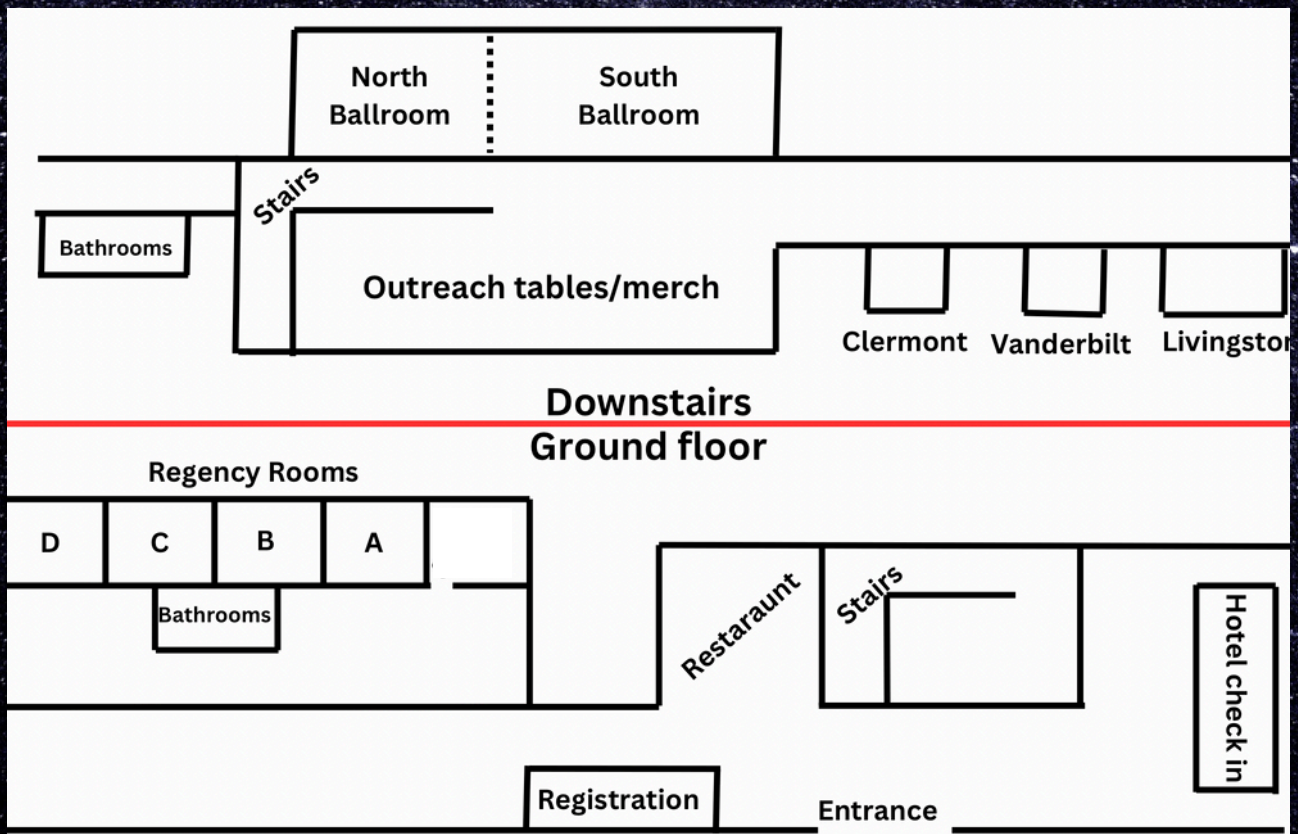 North
Ballroom
South
Ballroom
Stairs
Bathrooms
Outreach tables/merch
Clermont
Vanderbilt
Livingston
Downstairs
Ground floor
Regency Rooms
D
C
B
A
Bathrooms
Restaraunt
Stairs
Hotel check in
Registration
Entrance